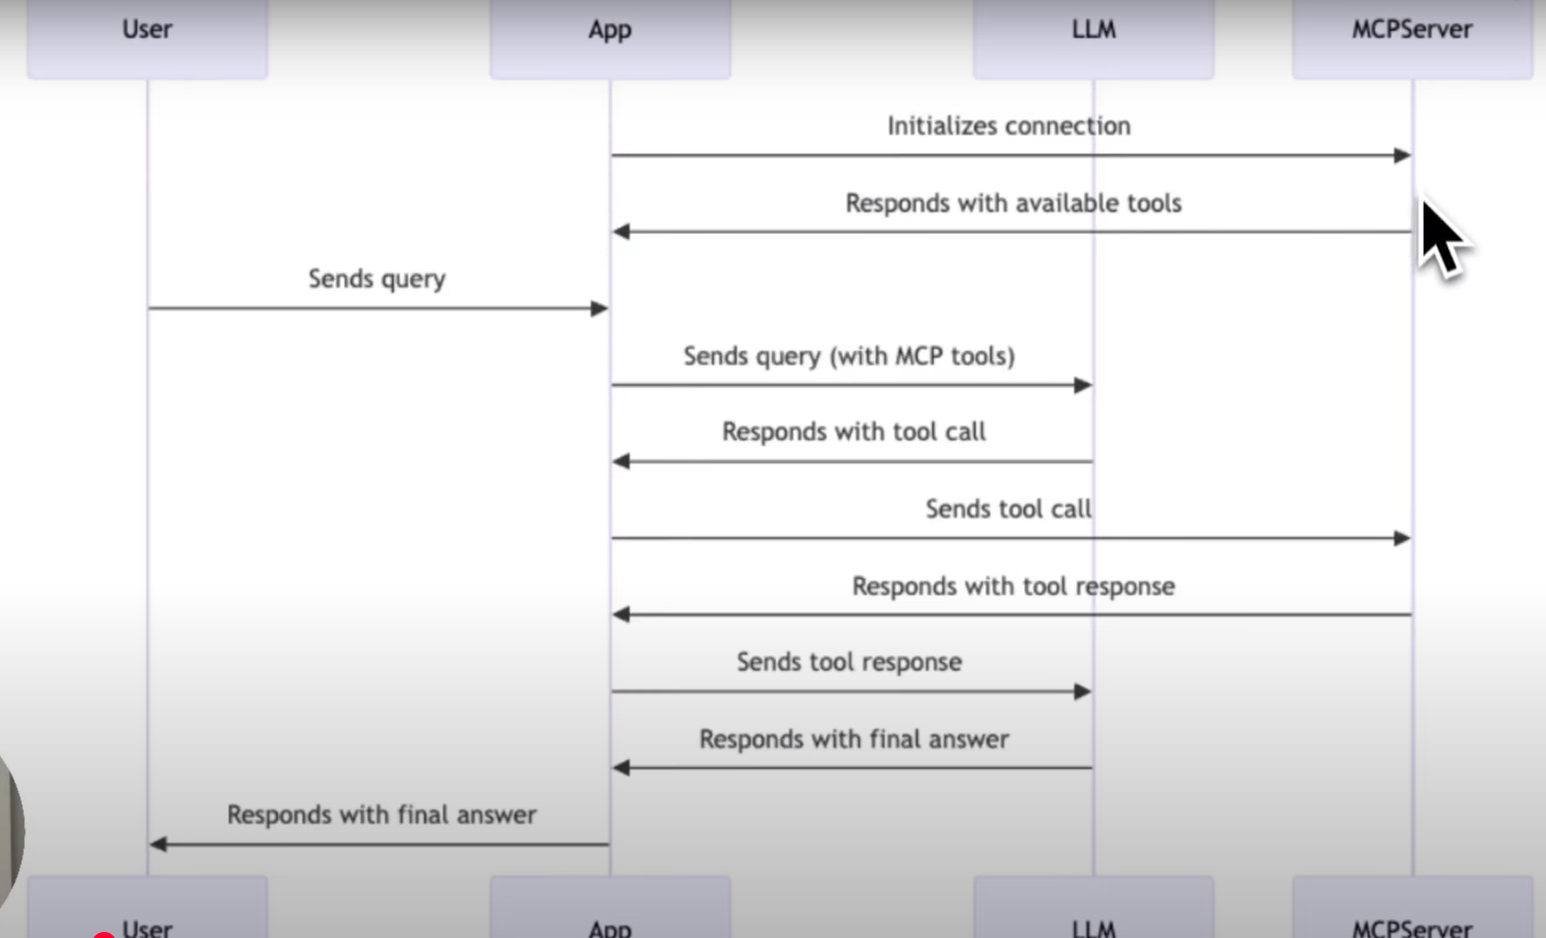 User
App
LLM
MCPServer
Initializes connection
Responds with available tools
Sends query
Sends query (with MCP tools)
Responds with tool call
Sends tool call
Responds with tool response
Sends tool response
Responds with final answer
Responds with final answer
User
App
LLM
MCPServer